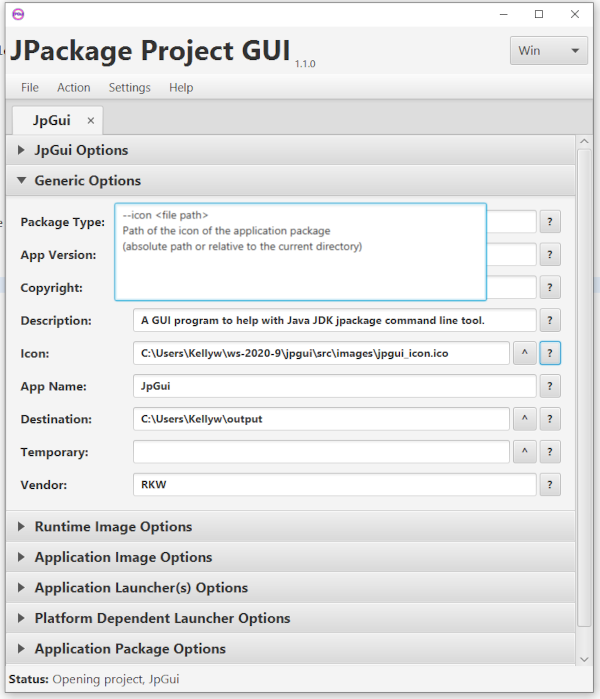 JPackage Project GUI 1.1.0
Win
File Action Settings Help
JpGui ×
JpGui Options
Generic Options
Package Type: ?
--icon <file path>
Path of the icon of the application package
(absolute path or relative to the current directory)
App Version: ?
Copyright: ?
Description: A GUI program to help with Java JDK jpackage command line tool. ?
Icon: C:\Users\Kellyw\ws-2020-9\jpgui\src\images\jpgui_icon.ico ^ ?
App Name: JpGui ?
Destination: C:\Users\Kellyw\output ^ ?
Temporary: ^ ?
Vendor: RKW ?
Runtime Image Options
Application Image Options
Application Launcher(s) Options
Platform Dependent Launcher Options
Application Package Options
Status: Opening project, JpGui